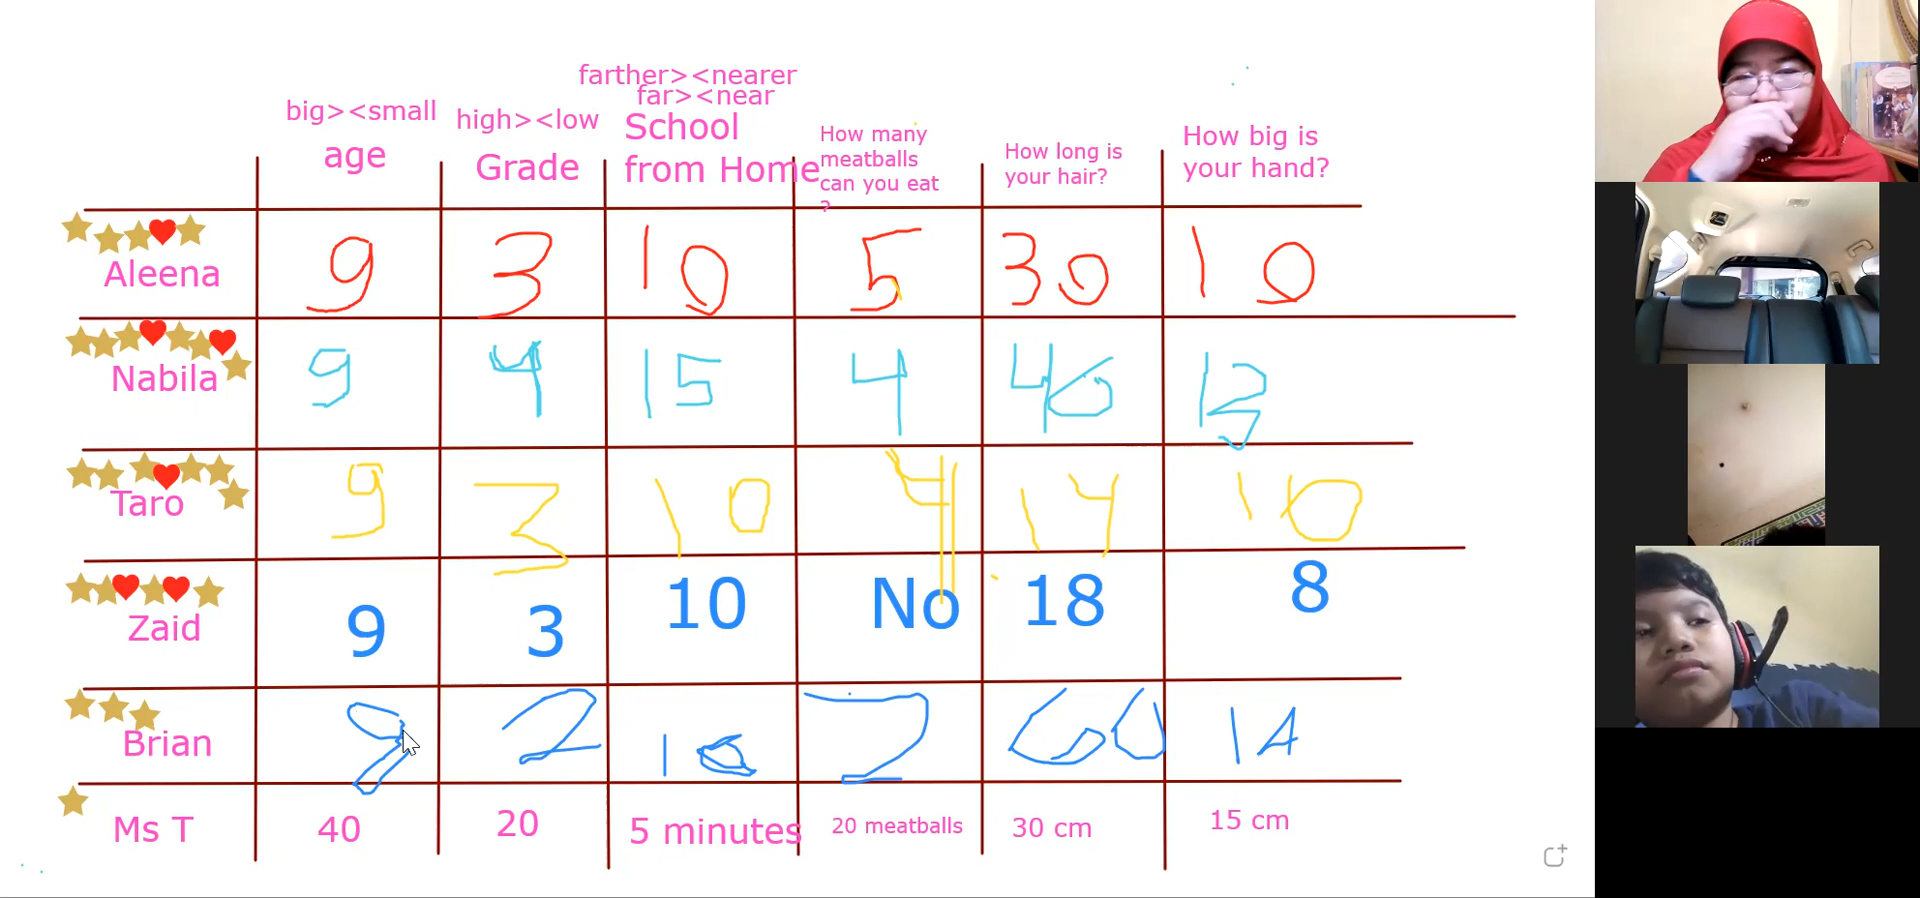 farther><nearer
far><near
big><small
high><low
School
from Home
age
Grade
How many
meatballs
can you eat
?
How long is
your hair?
How big is
your hand?
Aleena 9 3 10 5 30 10
Nabila 9 4 15 4 40 13
Taro 9 3 10 4 14 10
Zaid 9 3 10 No 18 8
Brian 8 2 10 2 60 14
Ms T 40 20 5 minutes 20 meatballs 30 cm 15 cm